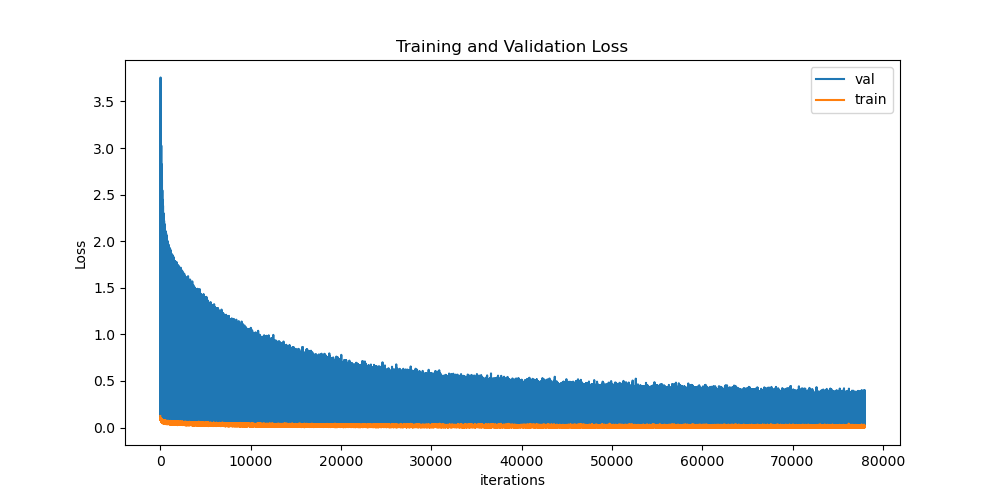 Training and Validation Loss
val
train
Loss
3.5
3.0
2.5
2.0
1.5
1.0
0.5
0.0
0 10000 20000 30000 40000 50000 60000 70000 80000
iterations